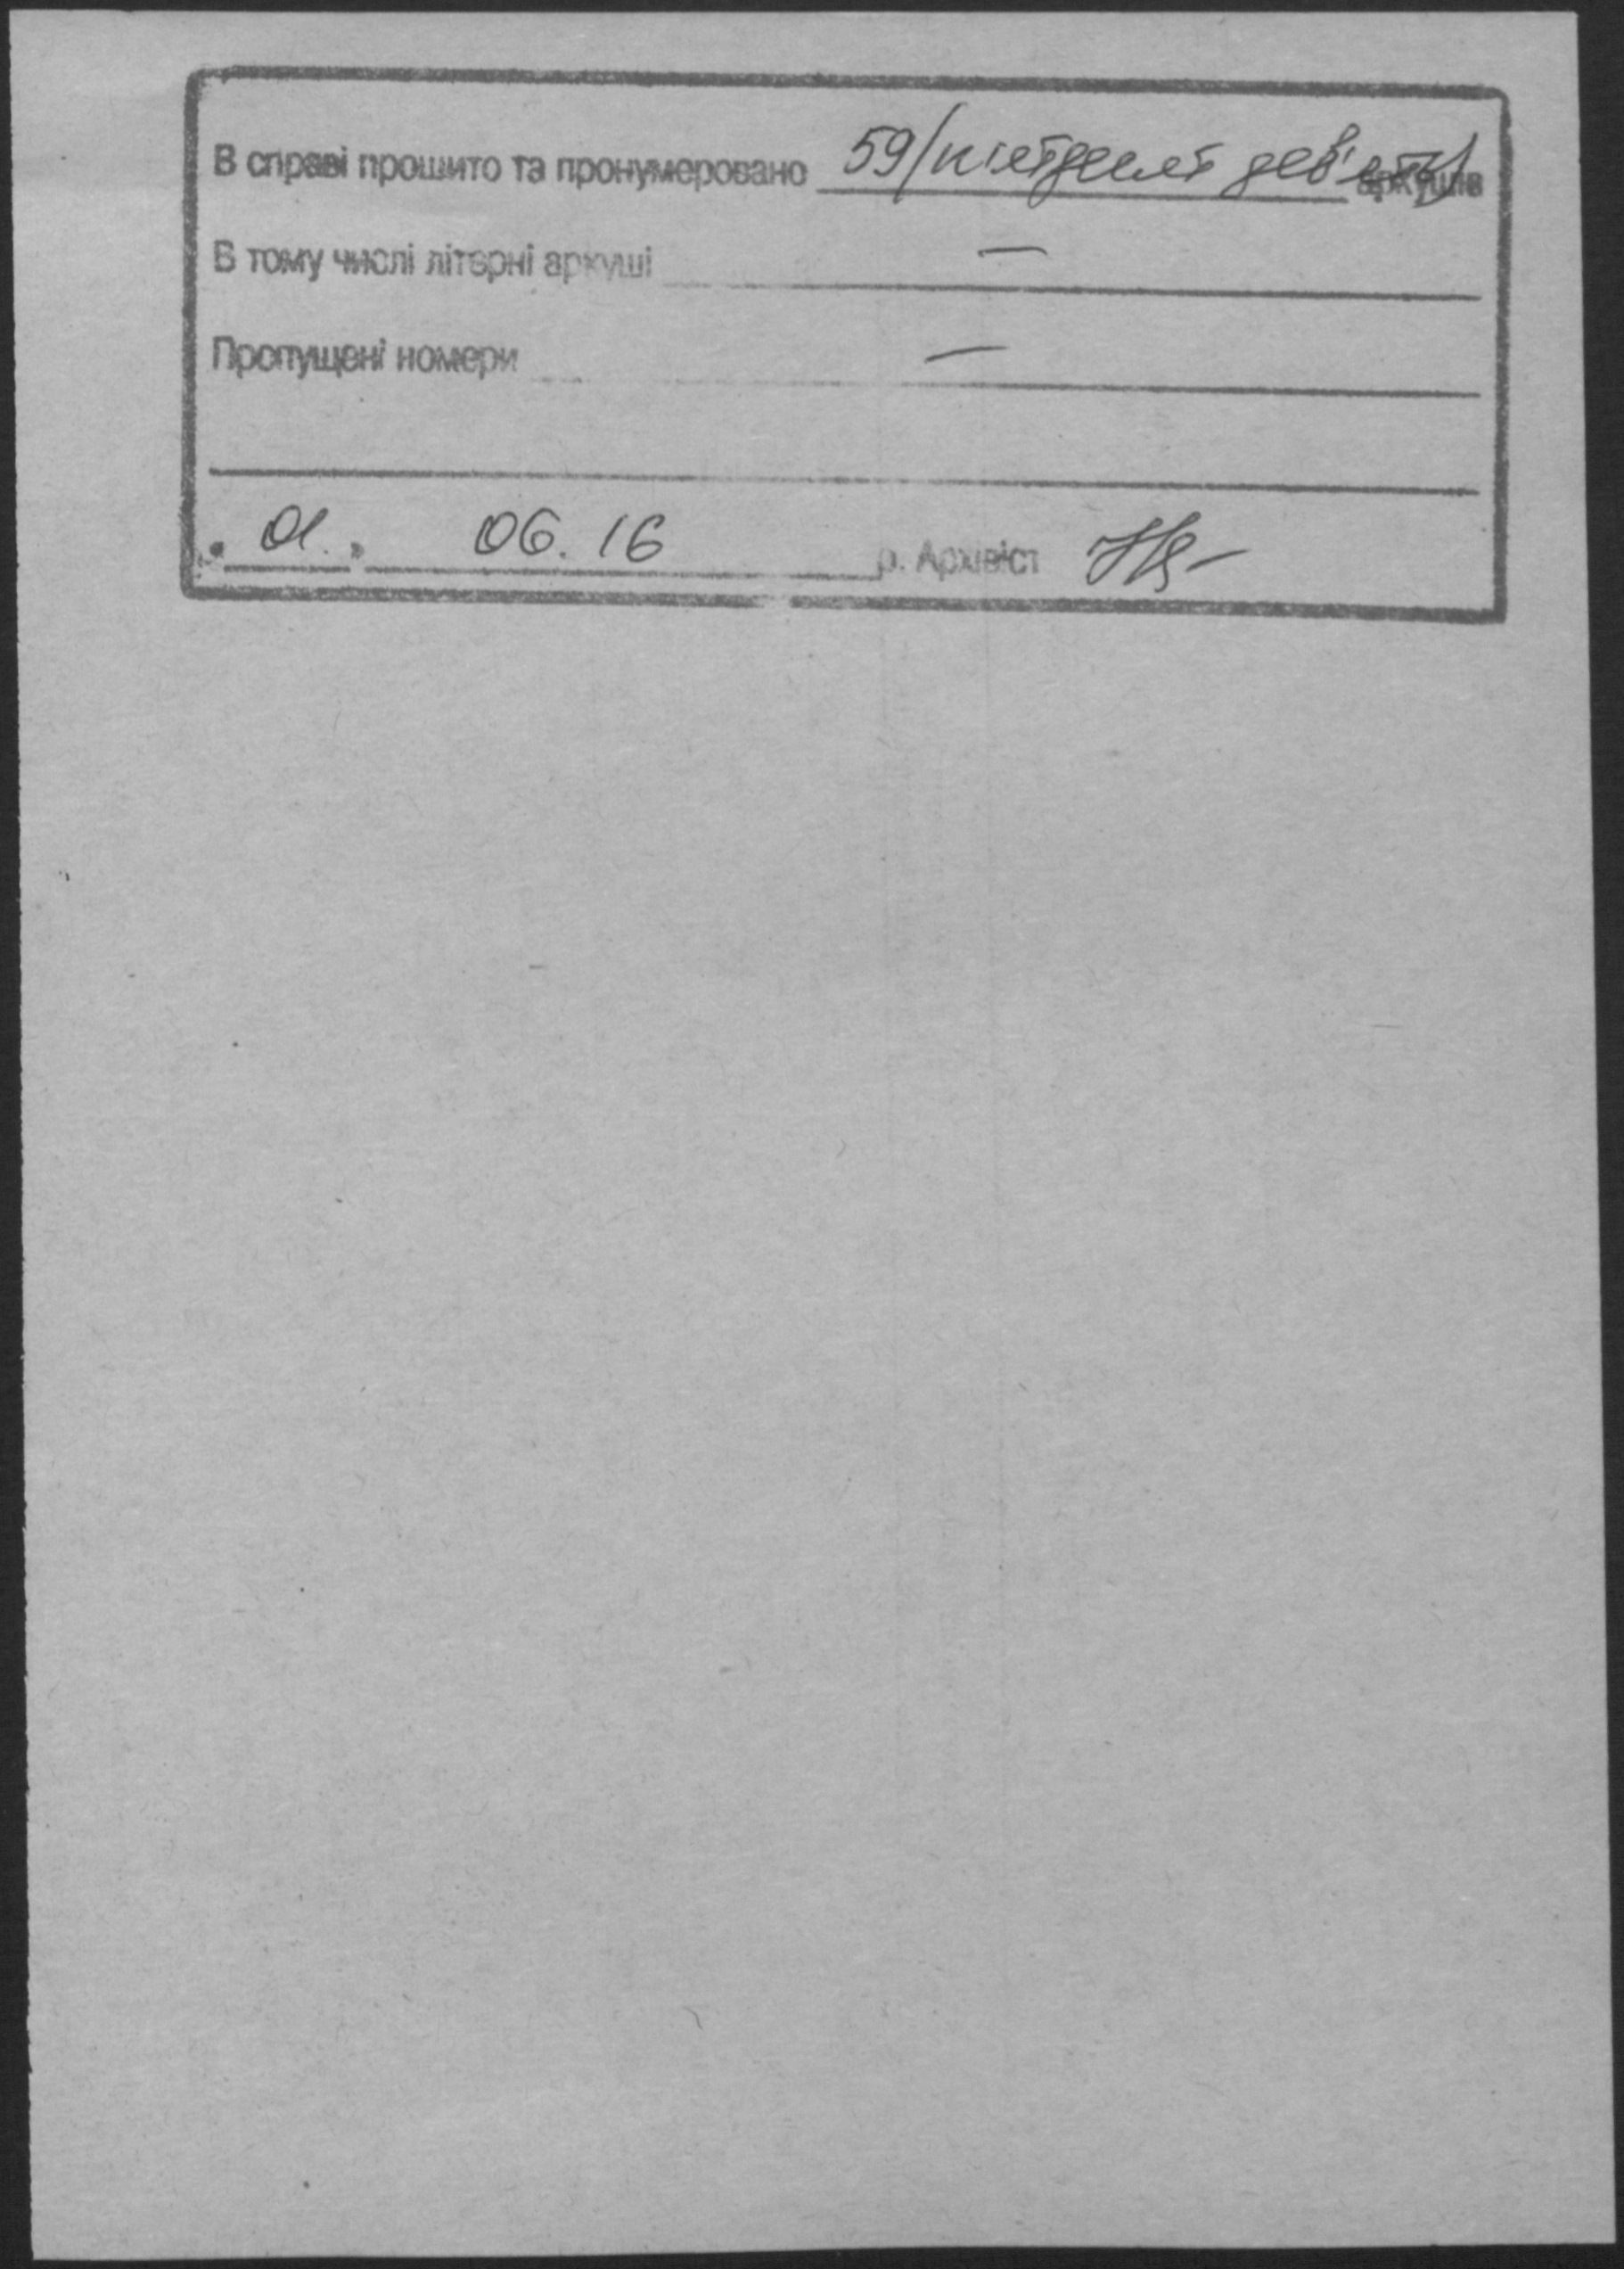 В справі прошито та пронумеровано 59/п'ятдесят дев'ять/ аркушів
В тому числі літерні аркуші —
Пропущені номери —
"01." 06.16 р. Архівіст